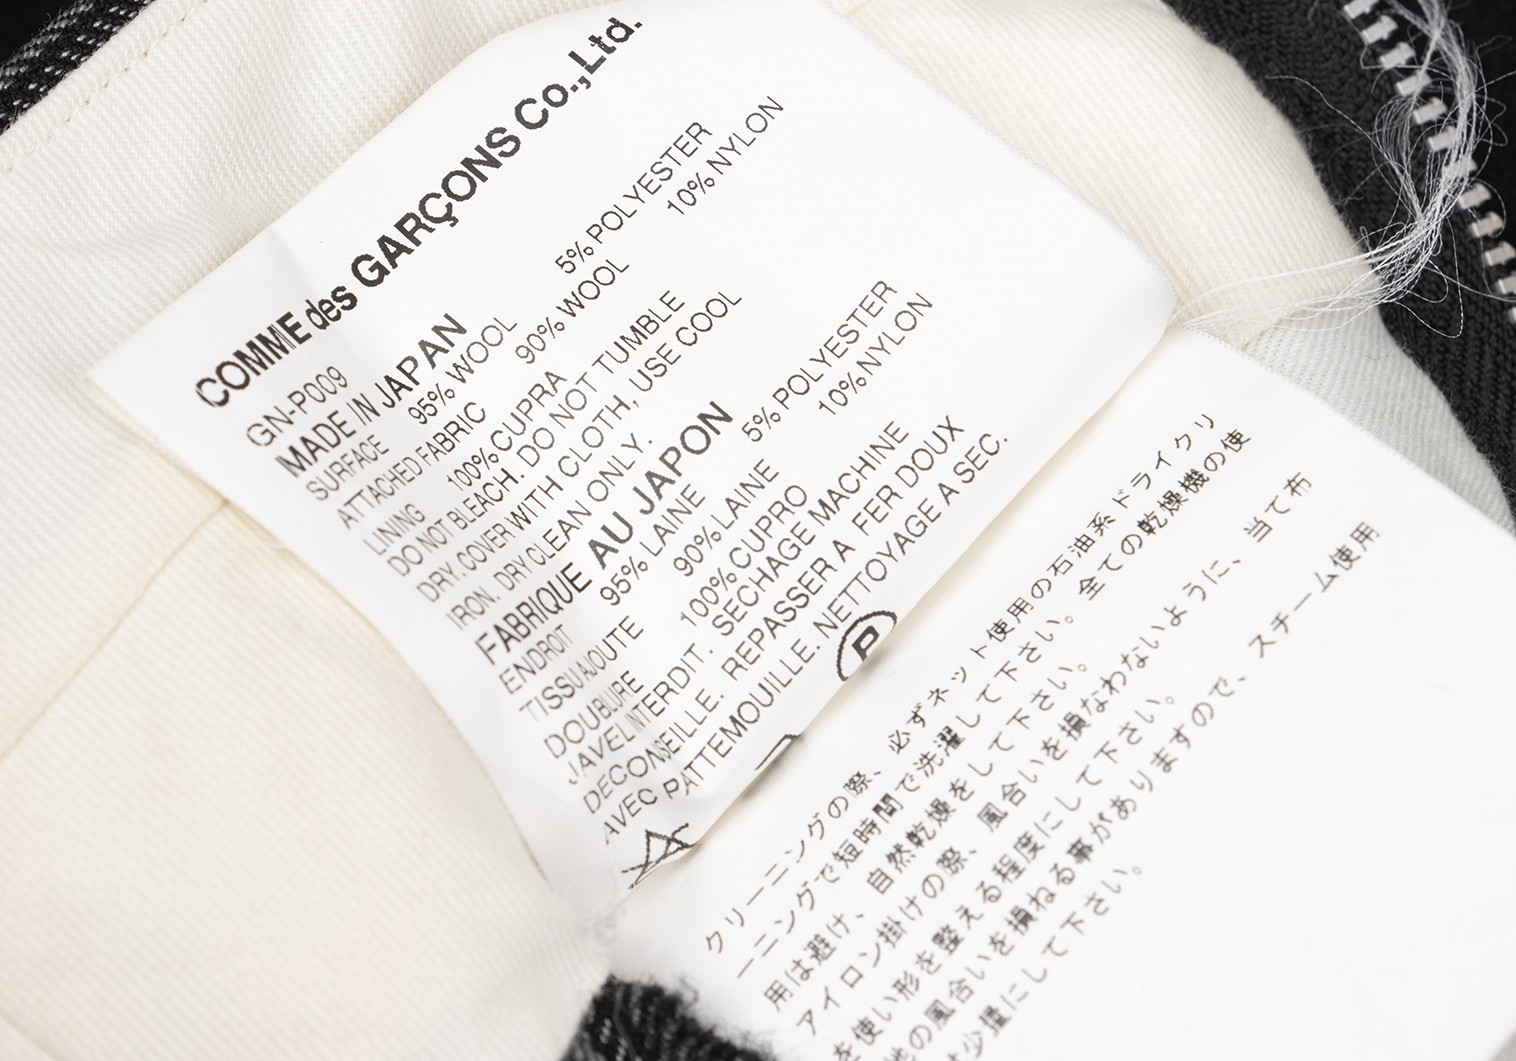 COMME des GARÇONS Co.,Ltd.
GN-P009
MADE IN JAPAN
SURFACE 95% WOOL 5% POLYESTER
ATTACHED FABRIC 90% WOOL 10% NYLON
LINING 100% CUPRA
DO NOT BLEACH. DO NOT TUMBLE
DRY. COVER WITH CLOTH, USE COOL
IRON. DRY CLEAN ONLY.
FABRIQUE AU JAPON
ENDROIT 95% LAINE 5% POLYESTER
TISSU AJOUTE 90% LAINE 10% NYLON
DOUBLURE 100% CUPRO
JAVEL INTERDIT. SECHAGE MACHINE
DECONSEILLE. REPASSER A FER DOUX
AVEC PATTEMOUILLE. NETTOYAGE A SEC.
P
クリーニングの際、必ずネット使用の石油系ドライクリ
ーニングで短時間で洗濯して下さい。全ての乾燥機の使
用は避け、自然乾燥をして下さい。
アイロン掛けの際、風合いを損なわないように、当て布
を使い形を整える程度にして下さい。
の風合いを損ねる事がありますので、スチーム使用
少量にして下さい。